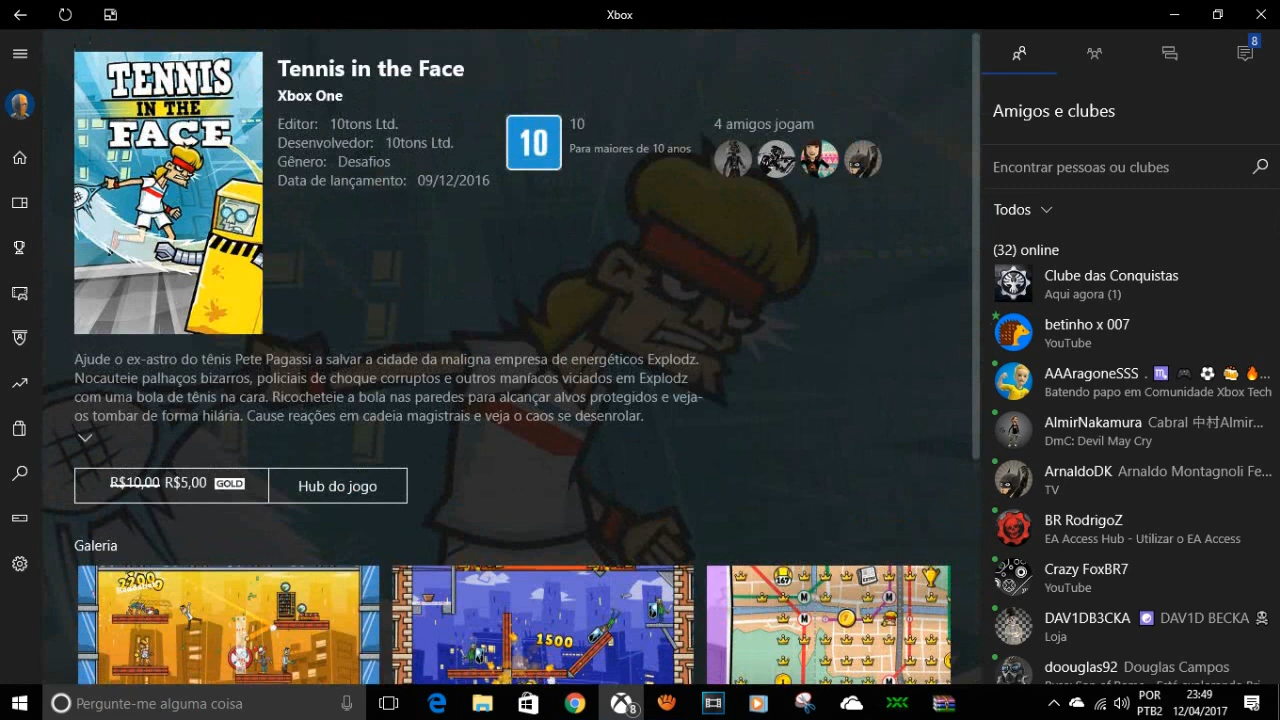 Xbox
TENNIS
IN THE
FACE
Tennis in the Face
Xbox One
Editor: 10tons Ltd.
Desenvolvedor: 10tons Ltd.
Gênero: Desafios
Data de lançamento: 09/12/2016
10
10
Para maiores de 10 anos
4 amigos jogam
Ajude o ex-astro do tênis Pete Pagassi a salvar a cidade da maligna empresa de energéticos Explodz.
Nocauteie palhaços bizarros, policiais de choque corruptos e outros maníacos viciados em Explodz
com uma bola de tênis na cara. Ricocheteie a bola nas paredes para alcançar alvos protegidos e veja-
os tombar de forma hilária. Cause reações em cadeia magistrais e veja o caos se desenrolar.
R$10,00 R$5,00 GOLD
Hub do jogo
Galeria
1500
167
M
M
M
M
M
7
8
Amigos e clubes
Encontrar pessoas ou clubes
Todos
(32) online
Clube das Conquistas
Aqui agora (1)
betinho x 007
YouTube
AAAragoneSSS . ♏ 🎮 ⚽ 🍻 🔥...
Batendo papo em Comunidade Xbox Tech
AlmirNakamura Cabral 中村Almir...
DmC: Devil May Cry
ArnaldoDK Arnaldo Montagnoli Fe...
TV
BR RodrigoZ
EA Access Hub - Utilizar o EA Access
Crazy FoxBR7
YouTube
DAV1DB3CKA DAV1D BECKA ☠
Loja
doouglas92 Douglas Campos
Pergunte-me alguma coisa
8
POR
PTB2
23:49
12/04/2017